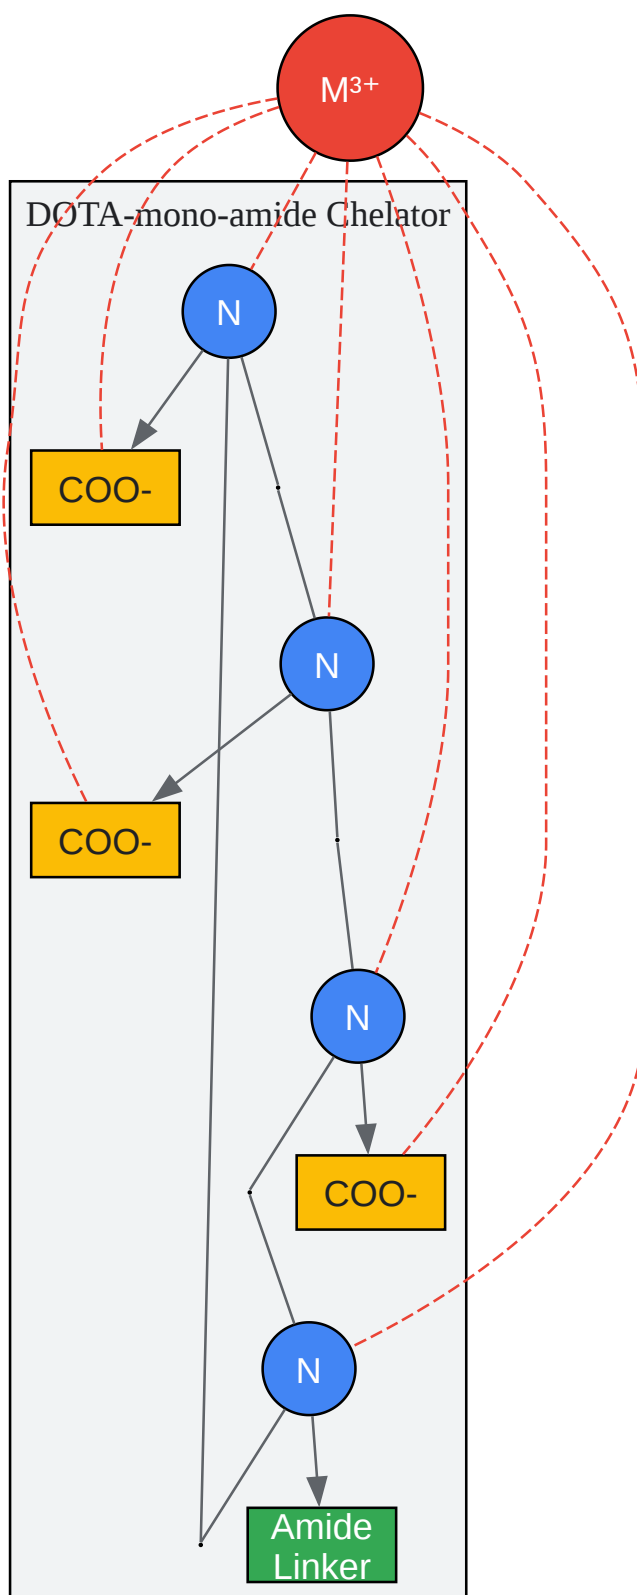 M³⁺
DOTA-mono-amide Chelator
N
COO-
N
COO-
N
COO-
N
Amide
Linker